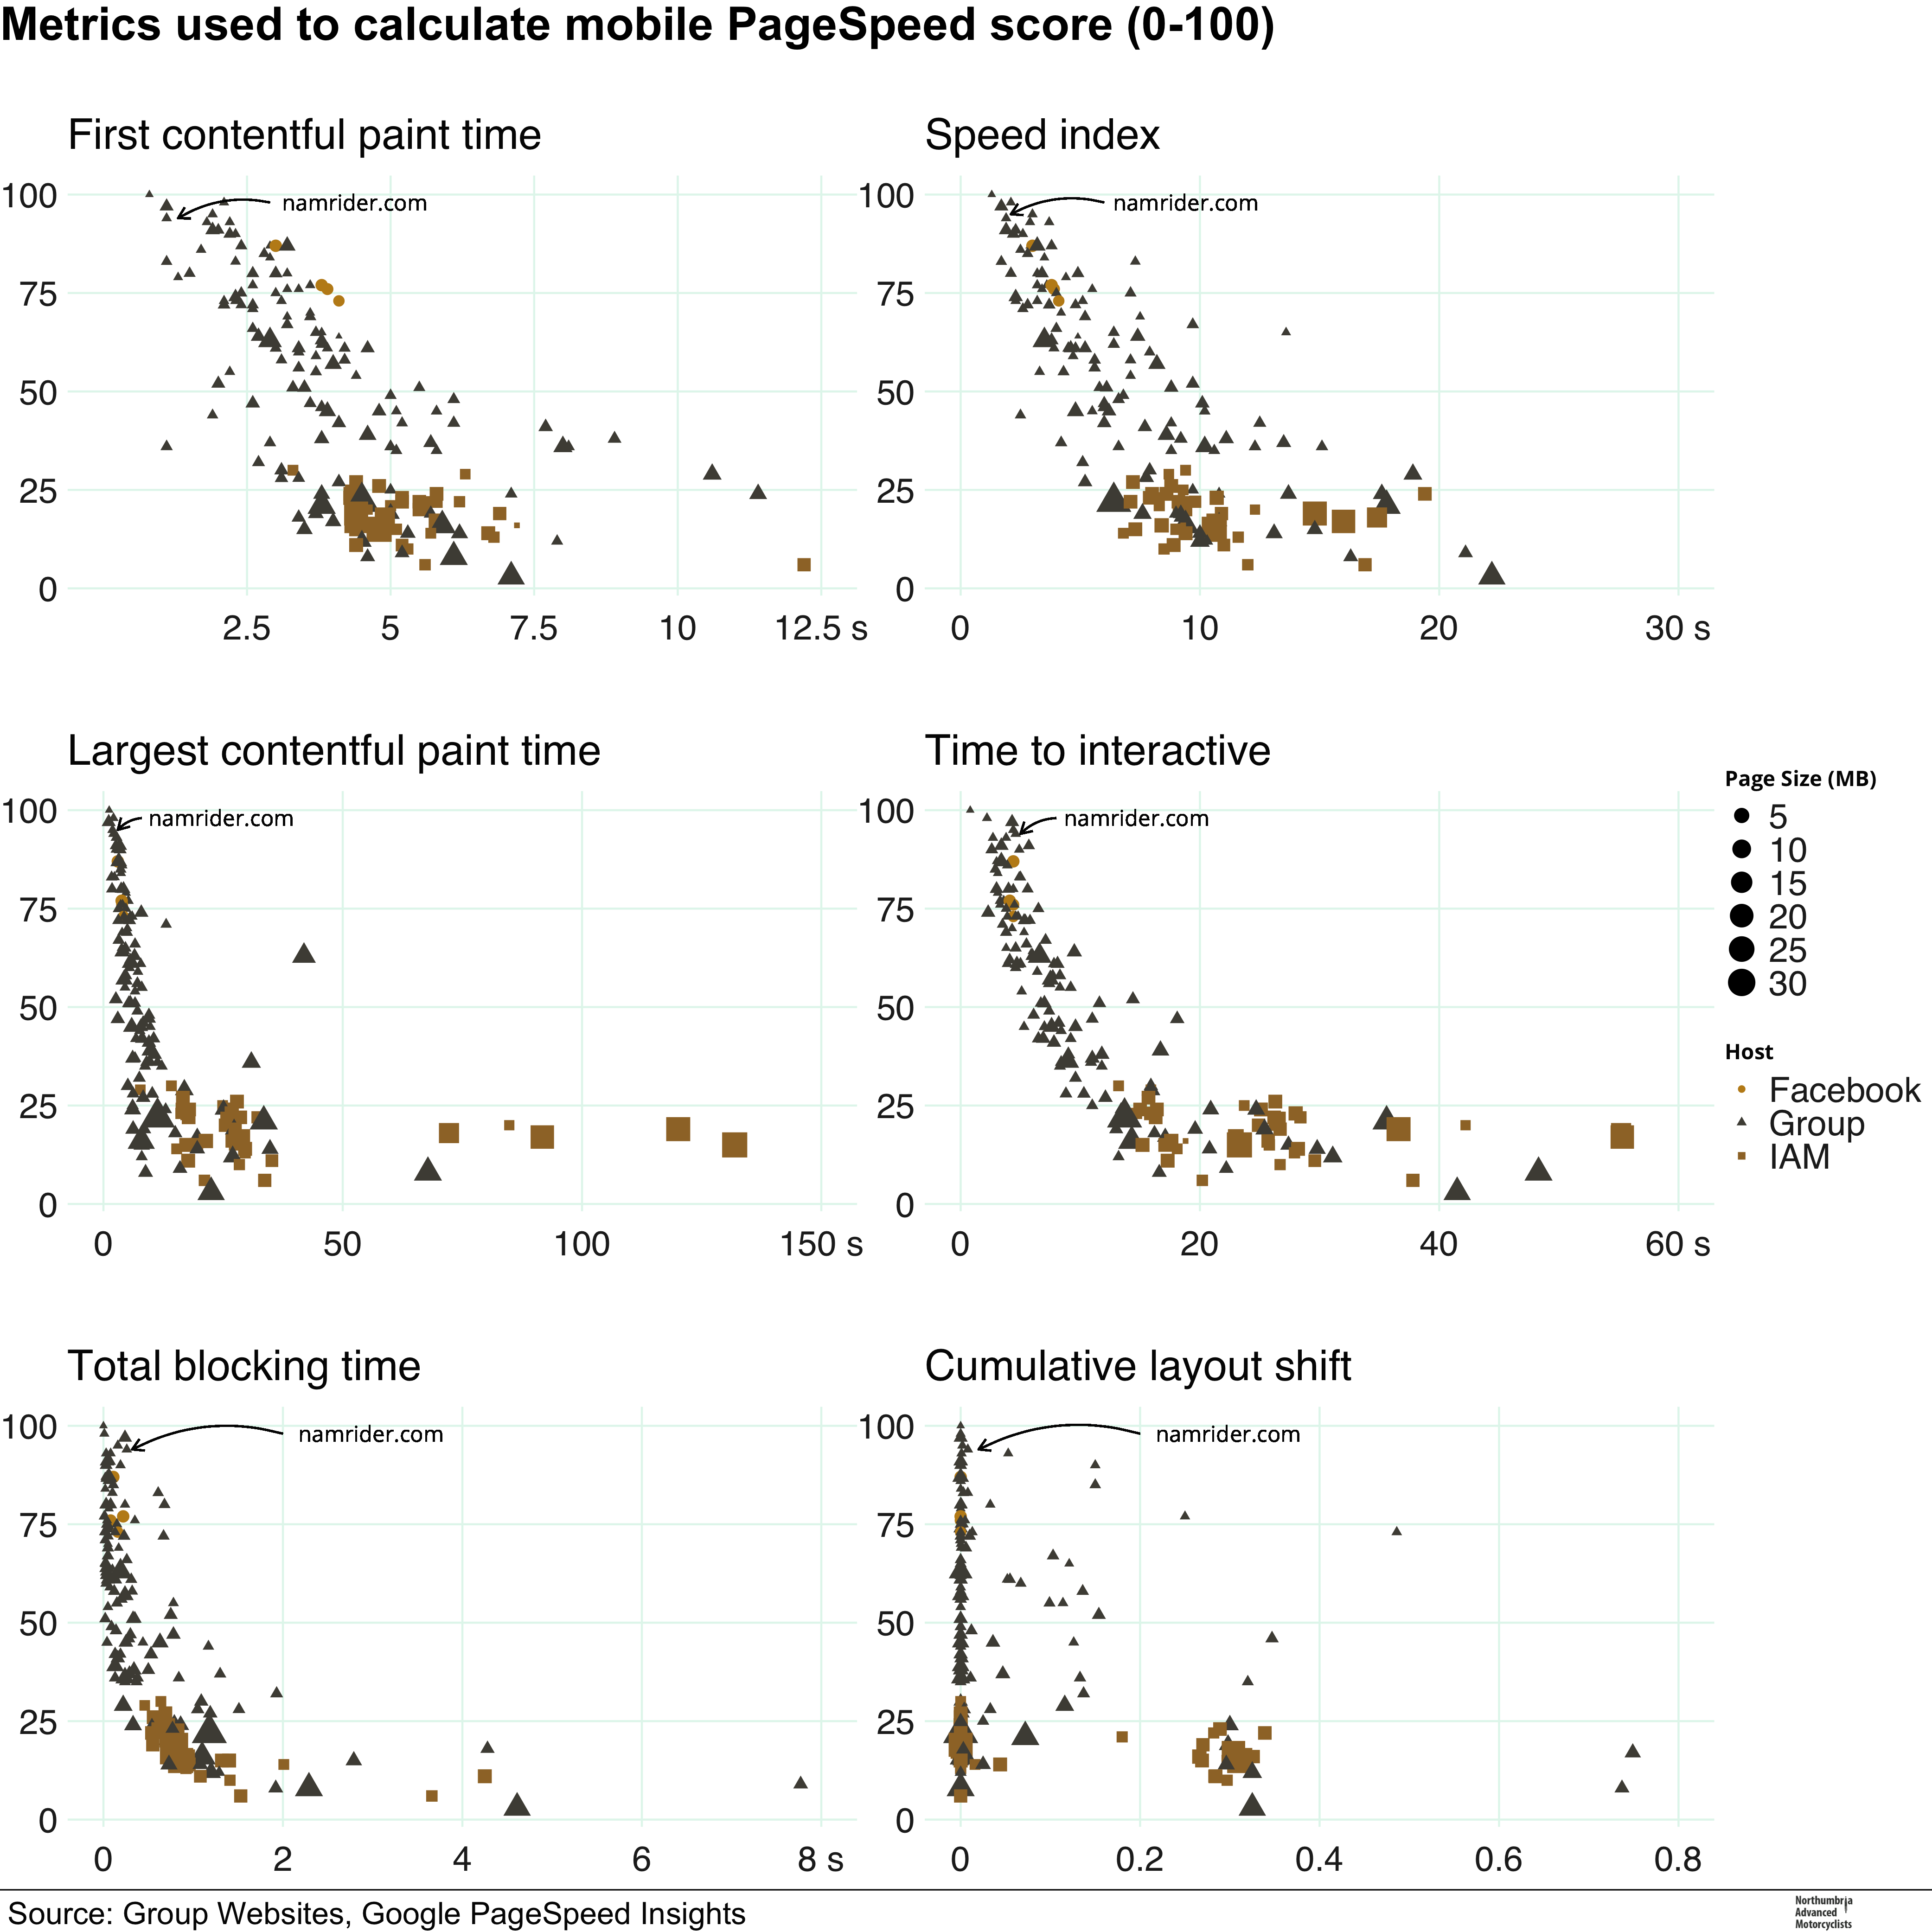 Metrics used to calculate mobile PageSpeed score (0-100)
First contentful paint time
100
75
50
25
0
namrider.com
2.5 5 7.5 10 12.5 s
Speed index
100
75
50
25
0
namrider.com
0 10 20 30 s
Largest contentful paint time
100
75
50
25
0
namrider.com
0 50 100 150 s
Time to interactive
100
75
50
25
0
namrider.com
0 20 40 60 s
Page Size (MB)
5
10
15
20
25
30
Host
Facebook
Group
IAM
Total blocking time
100
75
50
25
0
namrider.com
0 2 4 6 8 s
Cumulative layout shift
100
75
50
25
0
namrider.com
0 0.2 0.4 0.6 0.8
Source: Group Websites, Google PageSpeed Insights
Northumbria
Advanced
Motorcyclists